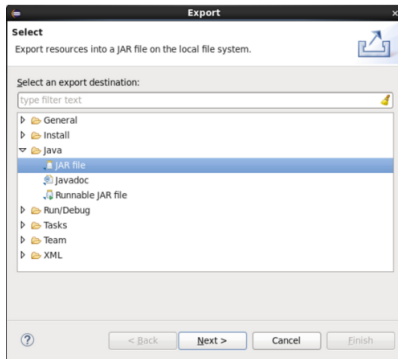 Export
Select
Export resources into a JAR file on the local file system.
Select an export destination:
type filter text
General
Install
Java
JAR file
Javadoc
Runnable JAR file
Run/Debug
Tasks
Team
XML
? < Back Next > Cancel Finish